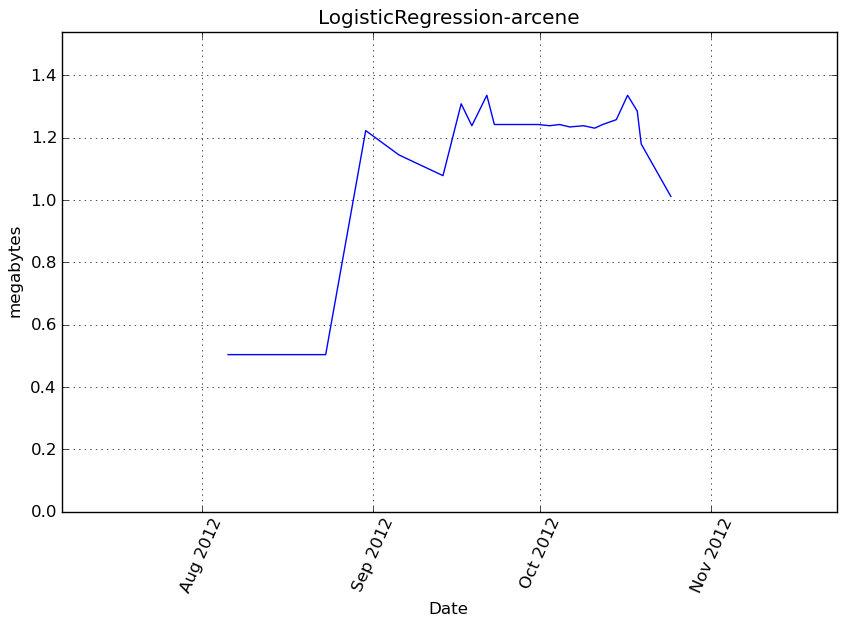 LogisticRegression-arcene
1.4
1.2
1.0
0.8
0.6
0.4
0.2
0.0
megabytes
Aug 2012
Sep 2012
Oct 2012
Nov 2012
Date